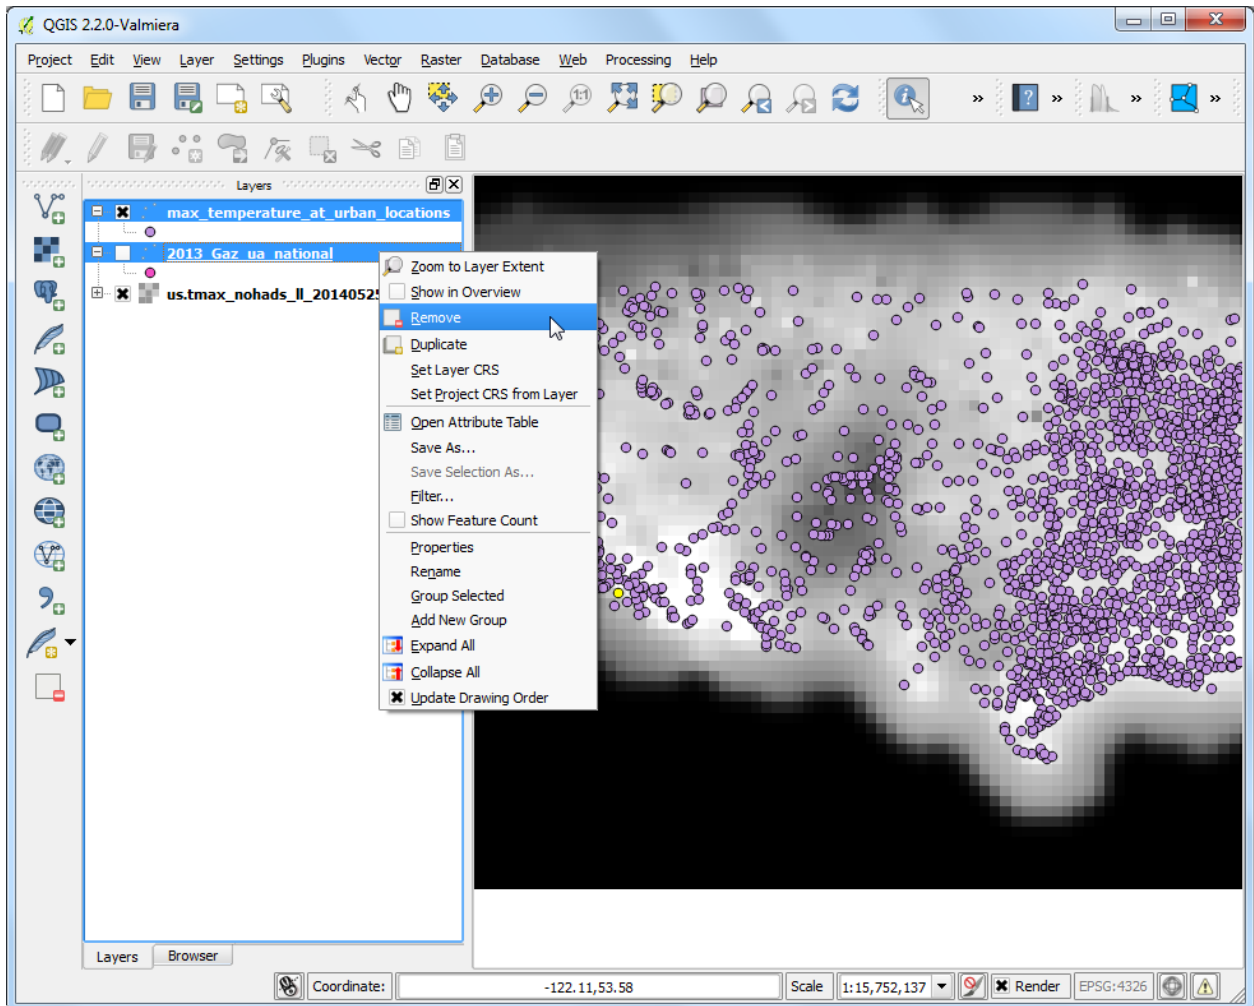 QGIS 2.2.0-Valmiera
Project Edit View Layer Settings Plugins Vector Raster Database Web Processing Help
Layers
max_temperature_at_urban_locations
2013_Gaz_ua_national
us.tmax_nohads_ll_20140525
Zoom to Layer Extent
Show in Overview
Remove
Duplicate
Set Layer CRS
Set Project CRS from Layer
Open Attribute Table
Save As...
Save Selection As...
Filter...
Show Feature Count
Properties
Rename
Group Selected
Add New Group
Expand All
Collapse All
Update Drawing Order
Layers Browser
Coordinate: -122.11,53.58 Scale 1:15,752,137 Render EPSG:4326